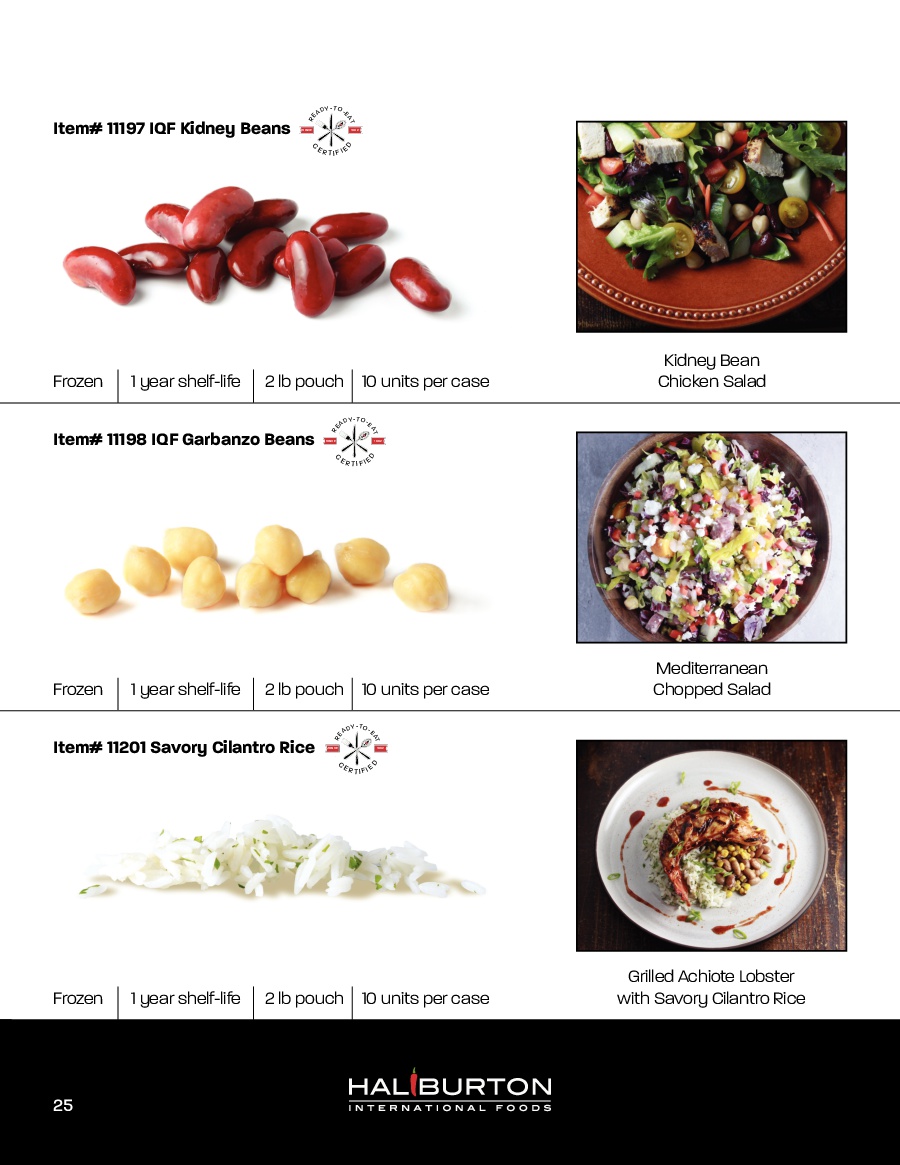 Item# 11197 IQF Kidney Beans
READY-TO-EAT
CERTIFIED
Kidney Bean
Chicken Salad
Frozen
1 year shelf-life
2 lb pouch
10 units per case
Item# 11198 IQF Garbanzo Beans
READY-TO-EAT
CERTIFIED
Mediterranean
Chopped Salad
Frozen
1 year shelf-life
2 lb pouch
10 units per case
Item# 11201 Savory Cilantro Rice
READY-TO-EAT
CERTIFIED
Grilled Achiote Lobster
with Savory Cilantro Rice
Frozen
1 year shelf-life
2 lb pouch
10 units per case
25
HALIBURTON
INTERNATIONAL FOODS